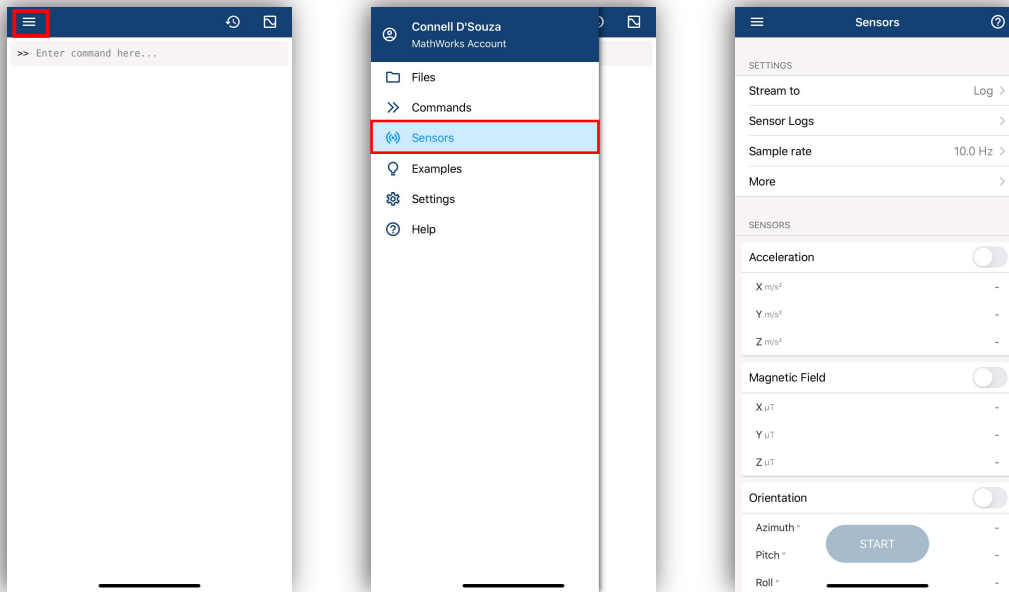 >> Enter command here...
Connell D'Souza
MathWorks Account
Files
Commands
Sensors
Examples
Settings
Help
Sensors
SETTINGS
Stream to Log >
Sensor Logs >
Sample rate 10.0 Hz >
More >
SENSORS
Acceleration
X m/s² -
Y m/s² -
Z m/s² -
Magnetic Field
X µT -
Y µT -
Z µT -
Orientation
Azimuth ° -
Pitch ° -
START
Roll ° -